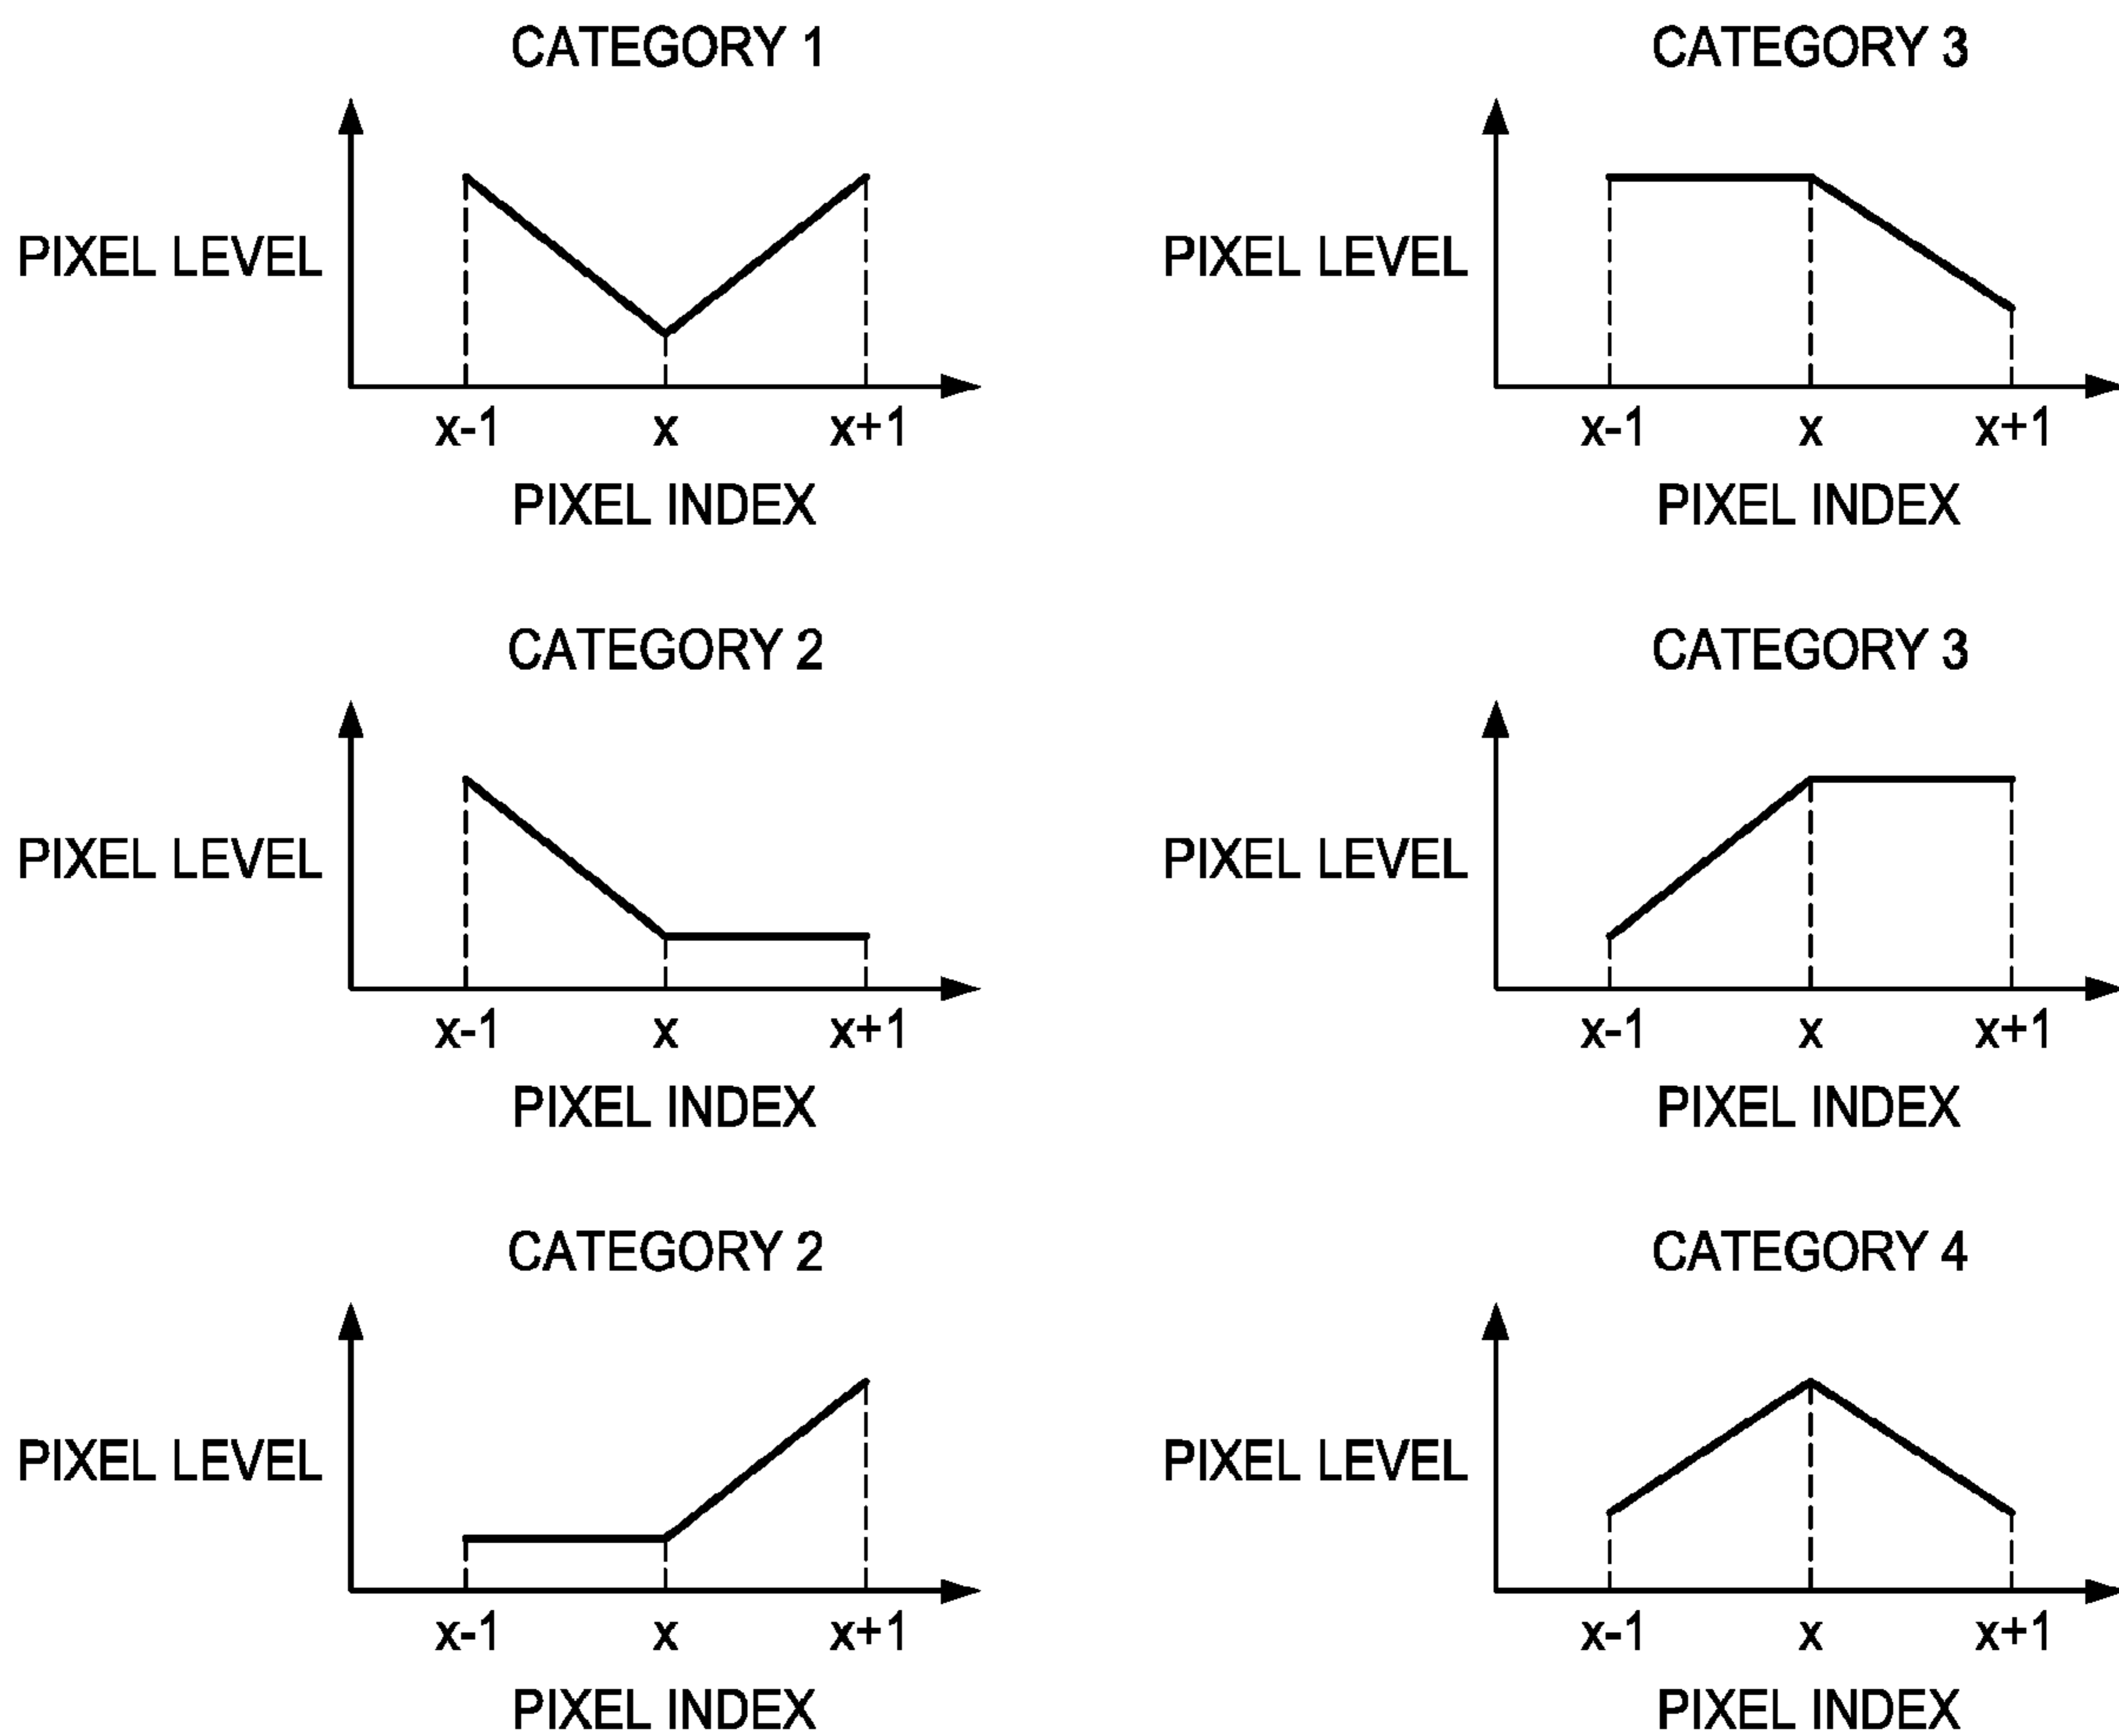 CATEGORY 1
PIXEL LEVEL
x-1 x x+1
PIXEL INDEX
CATEGORY 2
PIXEL LEVEL
x-1 x x+1
PIXEL INDEX
CATEGORY 2
PIXEL LEVEL
x-1 x x+1
PIXEL INDEX
CATEGORY 3
PIXEL LEVEL
x-1 x x+1
PIXEL INDEX
CATEGORY 3
PIXEL LEVEL
x-1 x x+1
PIXEL INDEX
CATEGORY 4
PIXEL LEVEL
x-1 x x+1
PIXEL INDEX